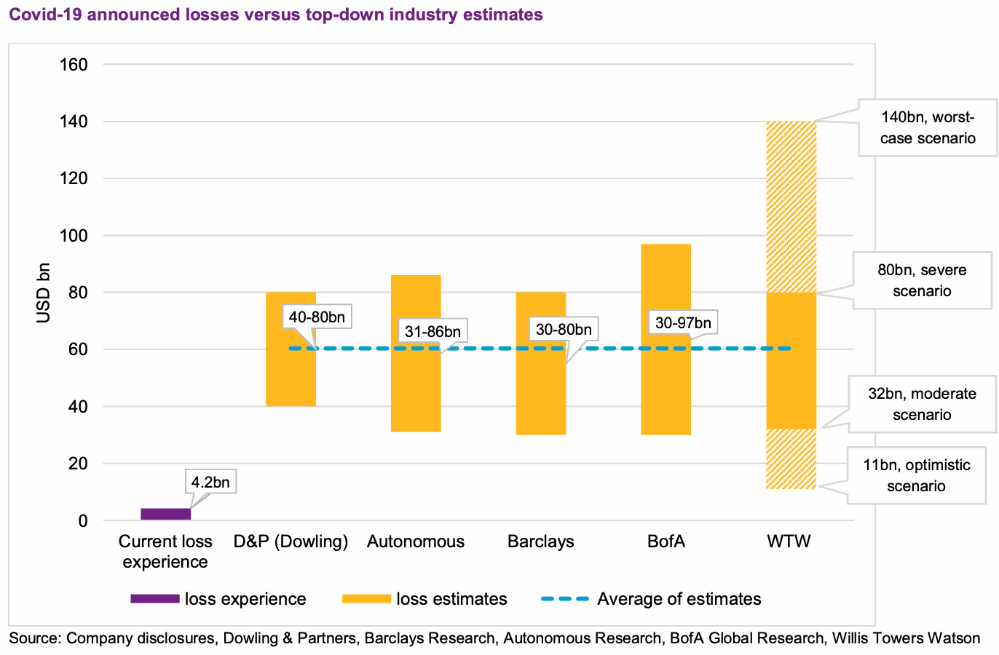 Covid-19 announced losses versus top-down industry estimates
160
140
120
100
80
60
40
20
0
USD bn
4.2bn
40-80bn
31-86bn
30-80bn
30-97bn
140bn, worst-
case scenario
80bn, severe
scenario
32bn, moderate
scenario
11bn, optimistic
scenario
Current loss
experience
D&P (Dowling)
Autonomous
Barclays
BofA
WTW
loss experience
loss estimates
Average of estimates
Source: Company disclosures, Dowling & Partners, Barclays Research, Autonomous Research, BofA Global Research, Willis Towers Watson